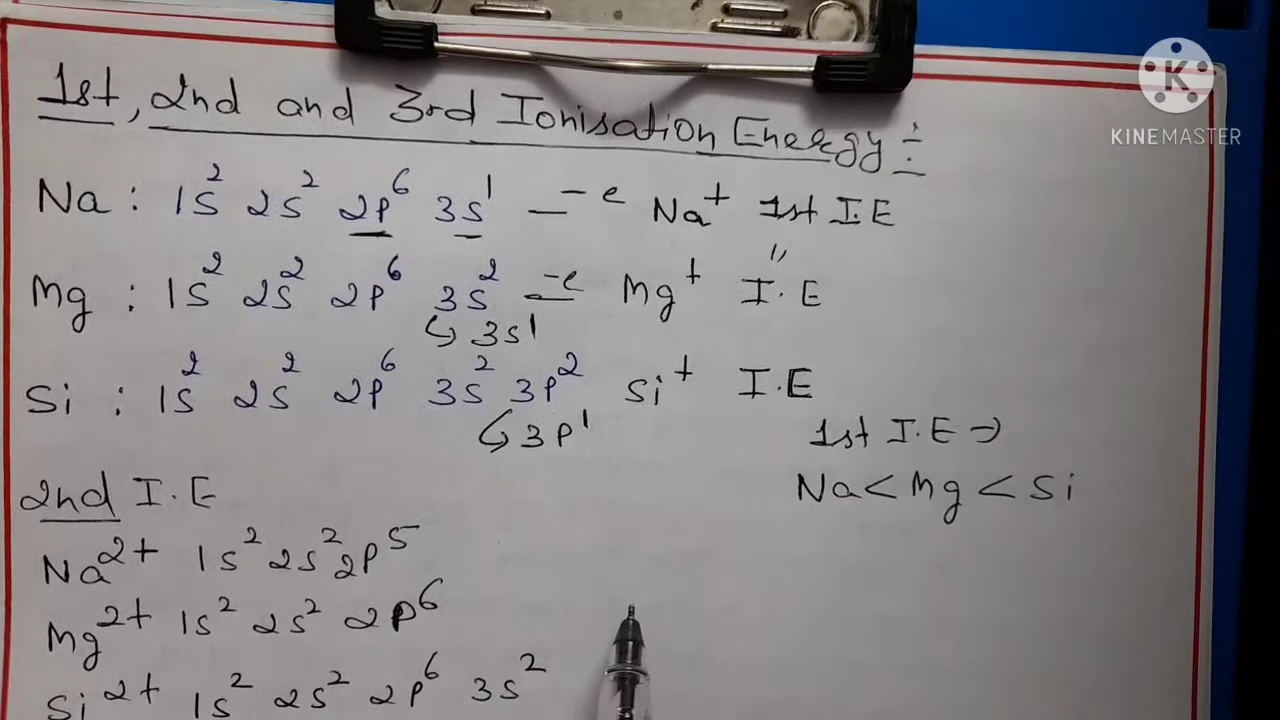 1st, 2nd and 3rd Ionisation Energy :-
KINEMASTER
Na : 1s² 2s² 2p⁶ 3s¹ —⁻ᵉ Na⁺ 1st I.E
Mg : 1s² 2s² 2p⁶ 3s² —⁻ᵉ Mg⁺ " I.E
↳ 3s¹
Si : 1s² 2s² 2p⁶ 3s² 3p² Si⁺ I.E
↳ 3p¹
1st I.E →
Na < Mg < Si
2nd I.E
Na²⁺ 1s² 2s² 2p⁵
Mg²⁺ 1s² 2s² 2p⁶
Si²⁺ 1s² 2s² 2p⁶ 3s²